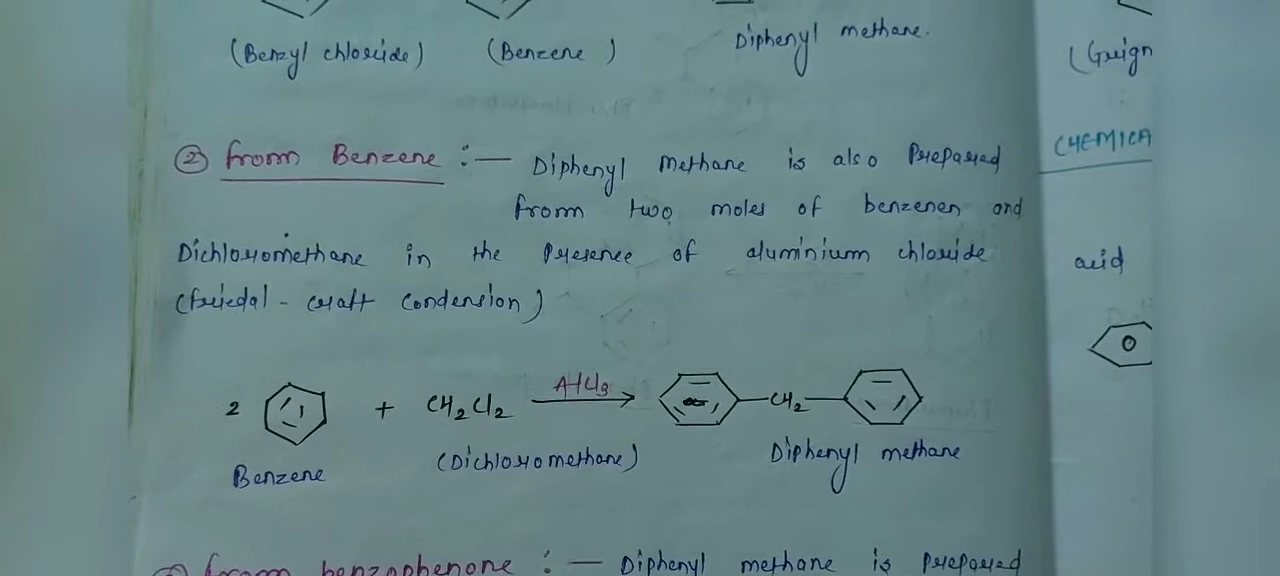 (Benzyl chloride) (Benzene) Diphenyl methane.
② from Benzene :— Diphenyl methane is also Prepared
from two moles of benzenen and
Dichloromethane in the Presence of aluminium chloride
(friedal - craft Condension)
2 + CH2Cl2 AlCl3 CH2
Benzene (Dichloromethane) Diphenyl methane
from benzophenone :— Diphenyl methane is prepared
(Grign
CHEMICA
acid